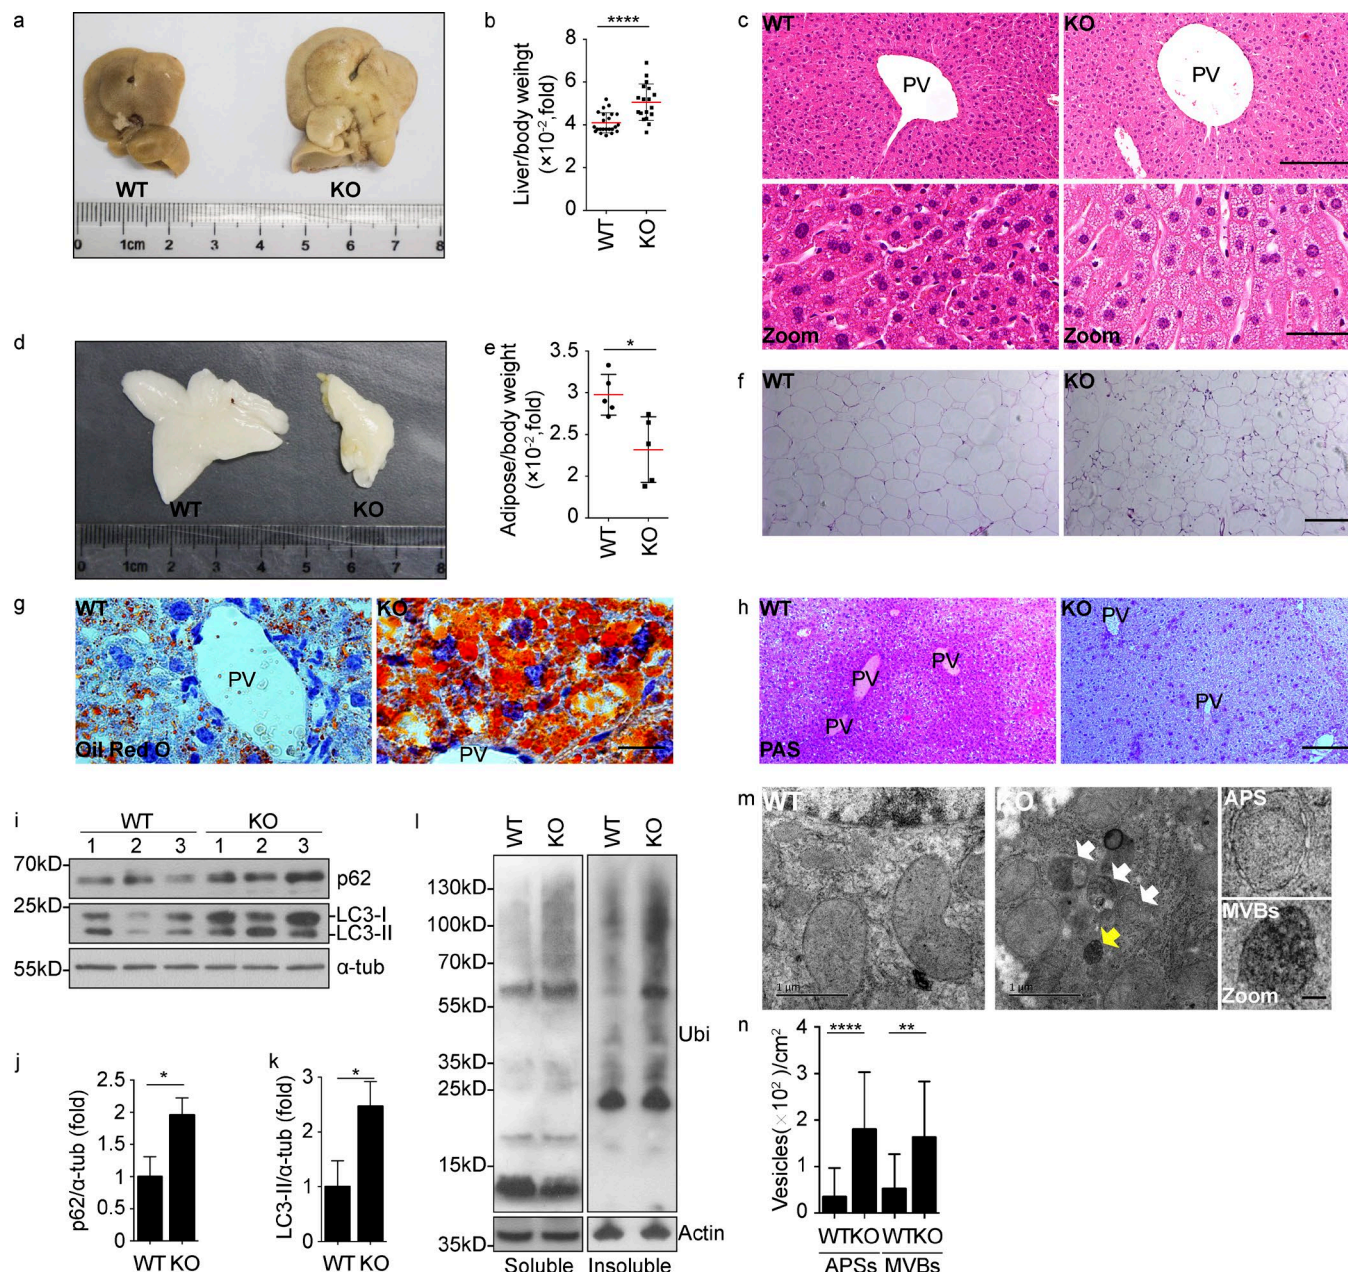 a
WT
KO
0 1cm 2 3 4 5 6 7 8
b
****
Liver/body weihgt
(×10-2,fold)
8
6
4
2
0
WT
KO
c
WT
PV
KO
PV
Zoom
Zoom
d
WT
KO
0 1cm 2 3 4 5 6 7 8
e
*
Adipose/body weight
(×10-2,fold)
3.5
3
2.5
2
0
WT
KO
f
WT
KO
g
WT
PV
Oil Red O
KO
PV
h
WT
PV
PV
PV
PAS
KO
PV
PV
i
WT KO
1 2 3 1 2 3
70kD
p62
25kD
LC3-I
LC3-II
55kD
α-tub
j
*
p62/α-tub (fold)
2.5
2
1.5
1
0.5
0
WT KO
k
*
LC3-II/α-tub (fold)
3
2
1
0
WT KO
l
WT KO WT KO
130kD
100kD
70kD
55kD
35kD
25kD
15kD
35kD
Ubi
Actin
Soluble Insoluble
m
WT
1 μm
KO
1 μm
APS
MVBs
Zoom
n
**** **
Vesicles(×10²)/cm²
4
3
2
1
0
WTKO WTKO
APSs MVBs